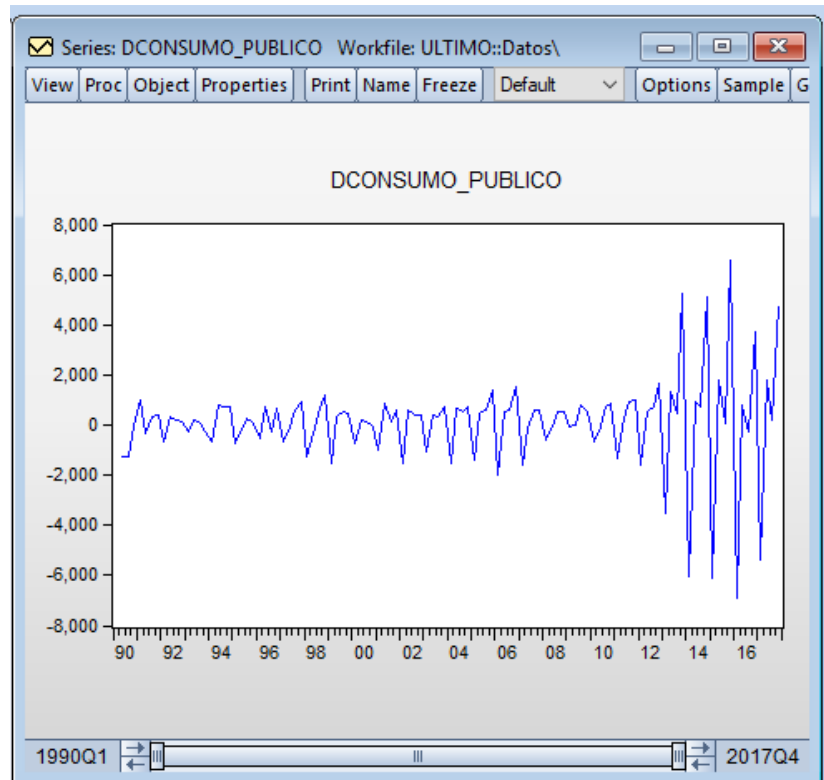 Series: DCONSUMO_PUBLICO Workfile: ULTIMO::Datos\
View Proc Object Properties Print Name Freeze Default Options Sample G
DCONSUMO_PUBLICO
8,000
6,000
4,000
2,000
0
-2,000
-4,000
-6,000
-8,000
90 92 94 96 98 00 02 04 06 08 10 12 14 16
1990Q1 2017Q4